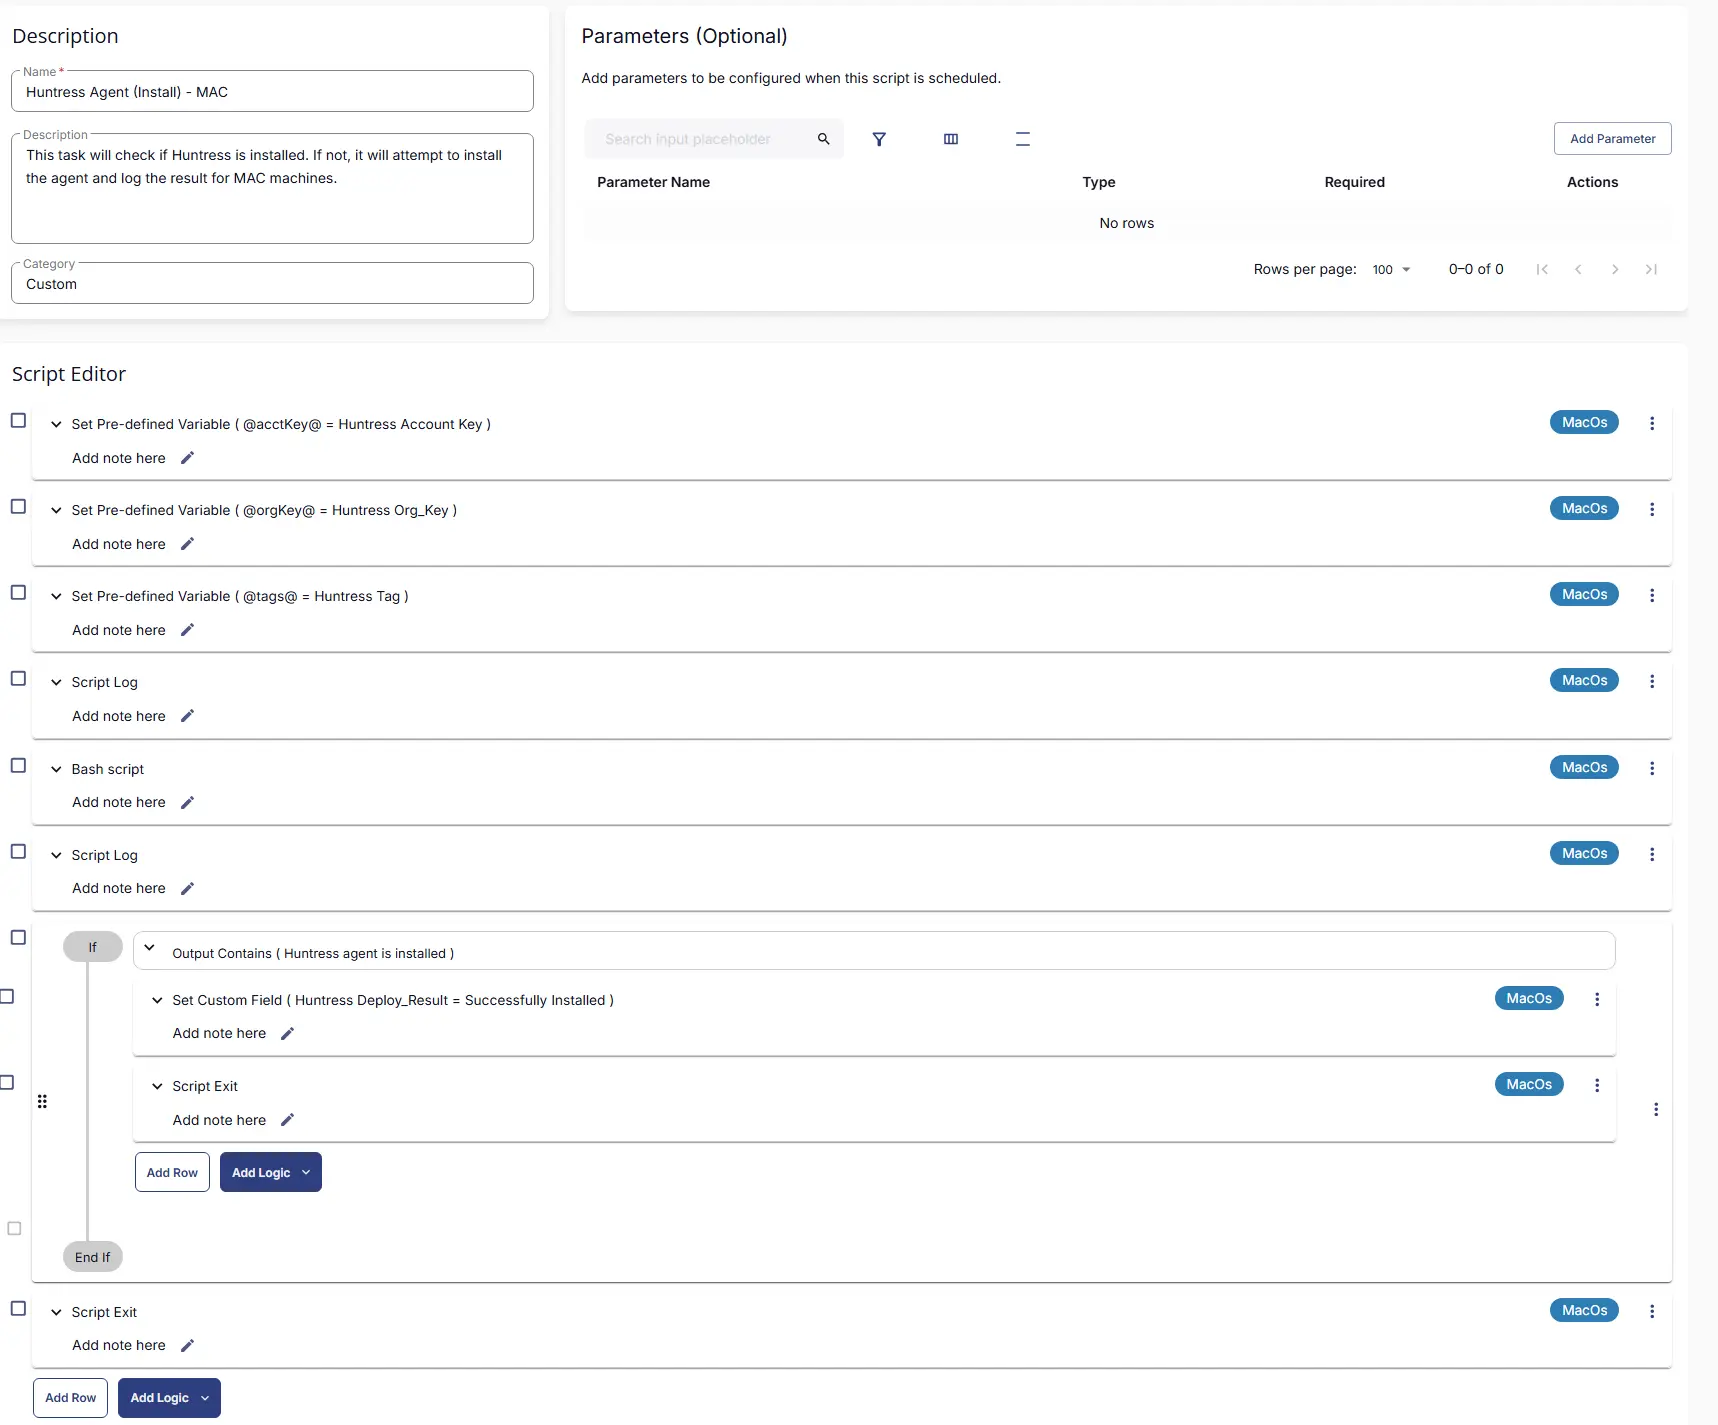 Description
Name *
Huntress Agent (Install) - MAC
Description
This task will check if Huntress is installed. If not, it will attempt to install
the agent and log the result for MAC machines.
Category
Custom
Parameters (Optional)
Add parameters to be configured when this script is scheduled.
Search input placeholder
Add Parameter
Parameter Name Type Required Actions
No rows
Rows per page: 100 0–0 of 0
Script Editor
Set Pre-defined Variable ( @acctKey@ = Huntress Account Key ) MacOs
Add note here
Set Pre-defined Variable ( @orgKey@ = Huntress Org_Key ) MacOs
Add note here
Set Pre-defined Variable ( @tags@ = Huntress Tag ) MacOs
Add note here
Script Log MacOs
Add note here
Bash script MacOs
Add note here
Script Log MacOs
Add note here
If Output Contains ( Huntress agent is installed )
Set Custom Field ( Huntress Deploy_Result = Successfully Installed ) MacOs
Add note here
Script Exit MacOs
Add note here
Add Row Add Logic
End If
Script Exit MacOs
Add note here
Add Row Add Logic